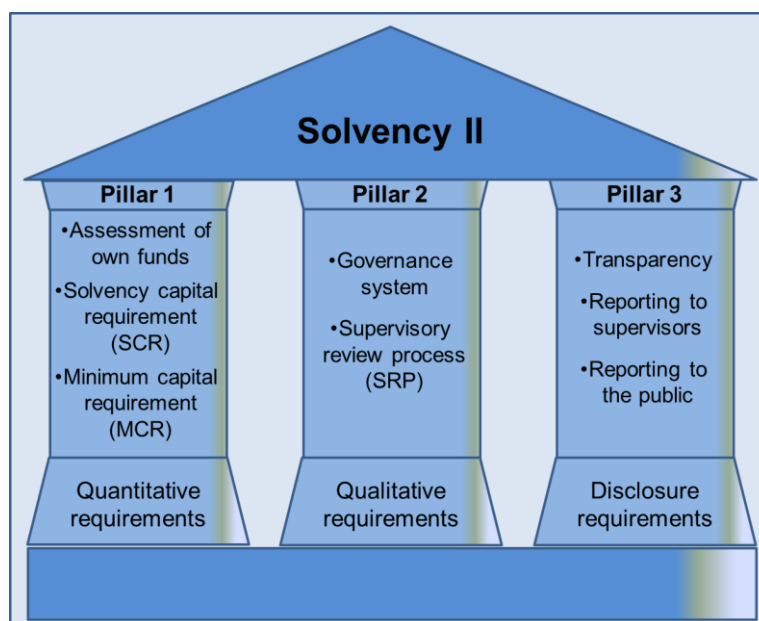 Solvency II
Pillar 1
•Assessment of
own funds
•Solvency capital
requirement
(SCR)
•Minimum capital
requirement
(MCR)
Quantitative
requirements
Pillar 2
•Governance
system
•Supervisory
review process
(SRP)
Qualitative
requirements
Pillar 3
•Transparency
•Reporting to
supervisors
•Reporting to
the public
Disclosure
requirements